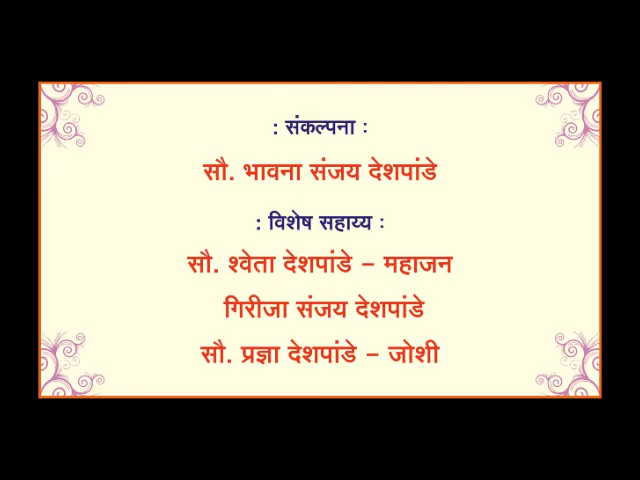 : संकल्पना :
सौ. भावना संजय देशपांडे
: विशेष सहाय्य :
सौ. श्वेता देशपांडे – महाजन
गिरीजा संजय देशपांडे
सौ. प्रज्ञा देशपांडे – जोशी